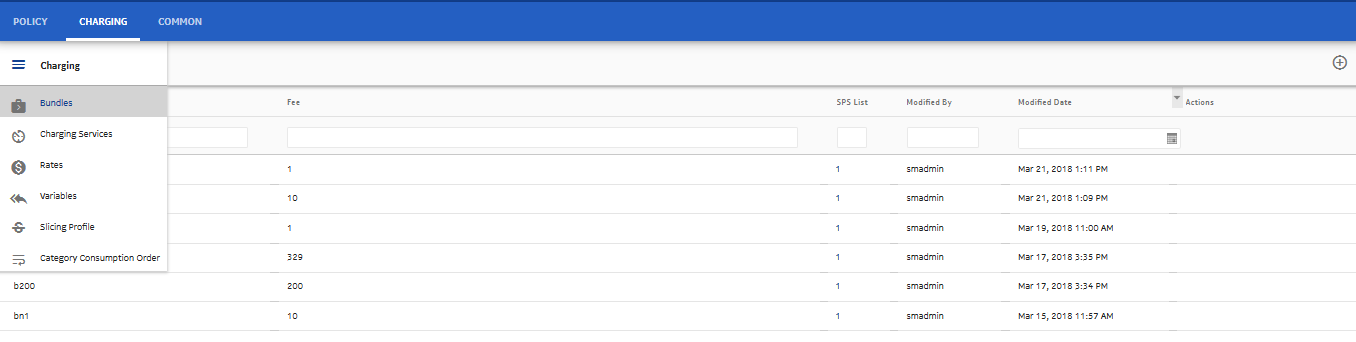 POLICY CHARGING COMMON
Charging
Bundles Fee SPS List Modified By Modified Date Actions
Charging Services
Rates 1 1 smadmin Mar 21, 2018 1:11 PM
Variables 10 1 smadmin Mar 21, 2018 1:09 PM
Slicing Profile 1 1 smadmin Mar 19, 2018 11:00 AM
Category Consumption Order 329 1 smadmin Mar 17, 2018 3:35 PM
b200 200 1 smadmin Mar 17, 2018 3:34 PM
bn1 10 1 smadmin Mar 15, 2018 11:57 AM